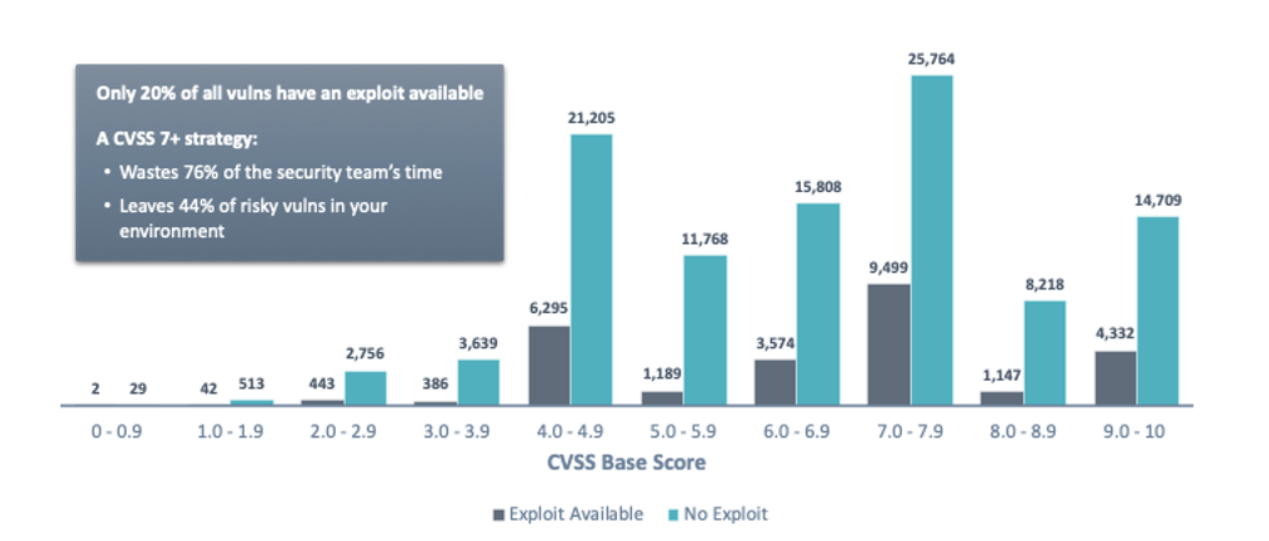 Only 20% of all vulns have an exploit available
A CVSS 7+ strategy:
• Wastes 76% of the security team's time
• Leaves 44% of risky vulns in your
environment
2 29 42 513 443 2,756 386 3,639 6,295 21,205 1,189 11,768 3,574 15,808 9,499 25,764 1,147 8,218 4,332 14,709
0 - 0.9 1.0 - 1.9 2.0 - 2.9 3.0 - 3.9 4.0 - 4.9 5.0 - 5.9 6.0 - 6.9 7.0 - 7.9 8.0 - 8.9 9.0 - 10
CVSS Base Score
Exploit Available No Exploit